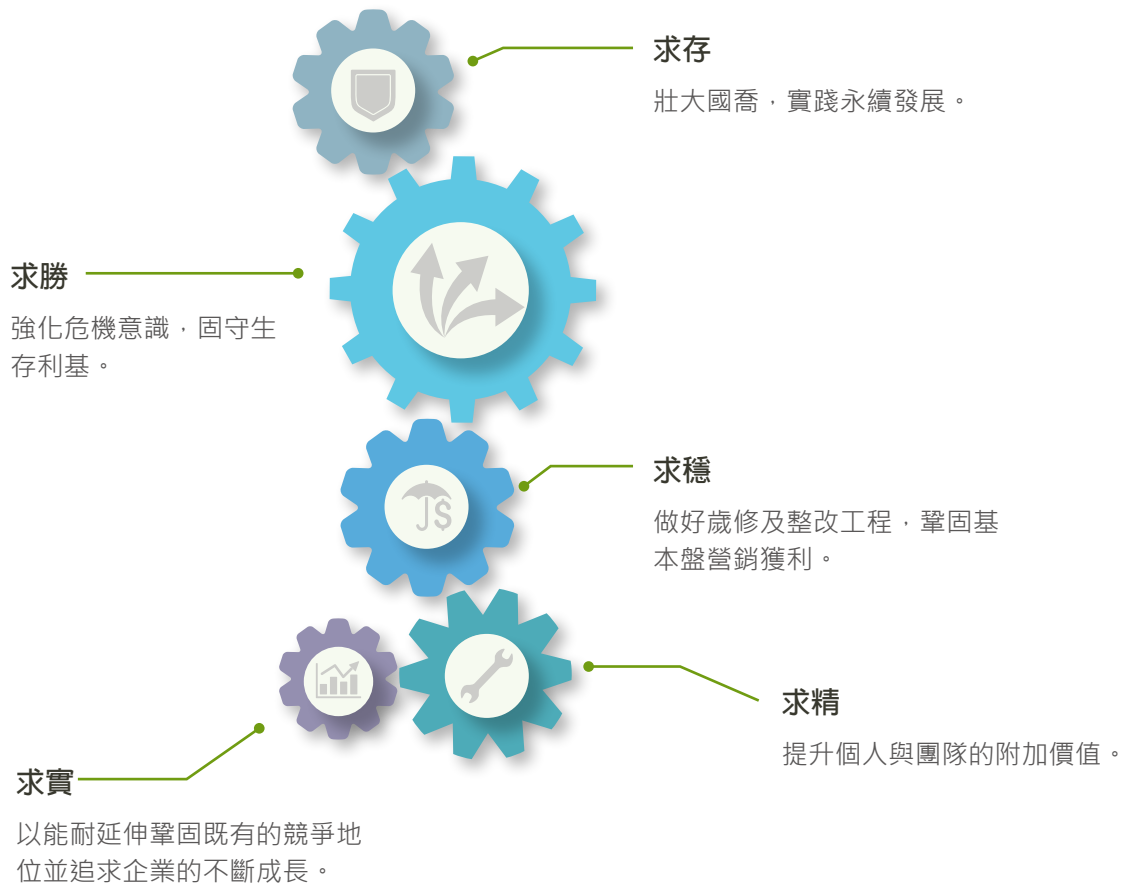 求存
壯大國喬，實踐永續發展。
求勝
強化危機意識，固守生
存利基。
求穩
做好歲修及整改工程，鞏固基
本盤營銷獲利。
求精
提升個人與團隊的附加價值。
求實
以能耐延伸鞏固既有的競爭地
位並追求企業的不斷成長。